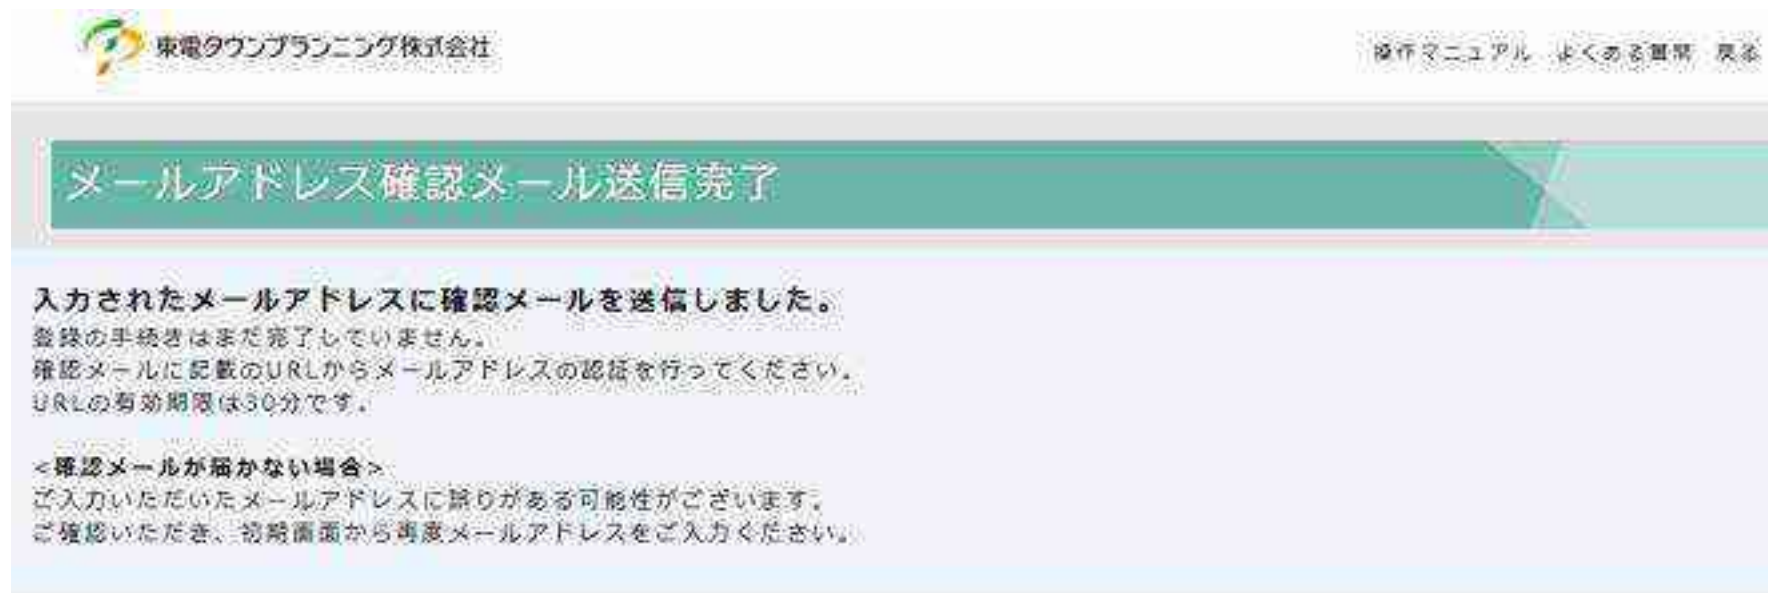 東電タウンプランニング株式会社
操作マニュアル よくある質問 戻る
メールアドレス確認メール送信完了
入力されたメールアドレスに確認メールを送信しました。
登録の手続きはまだ完了していません。
確認メールに記載のURLからメールアドレスの認証を行ってください。
URLの有効期限は30分です。
<確認メールが届かない場合>
ご入力いただいたメールアドレスに誤りがある可能性がございます。
ご確認いただき、初期画面から再度メールアドレスをご入力ください。